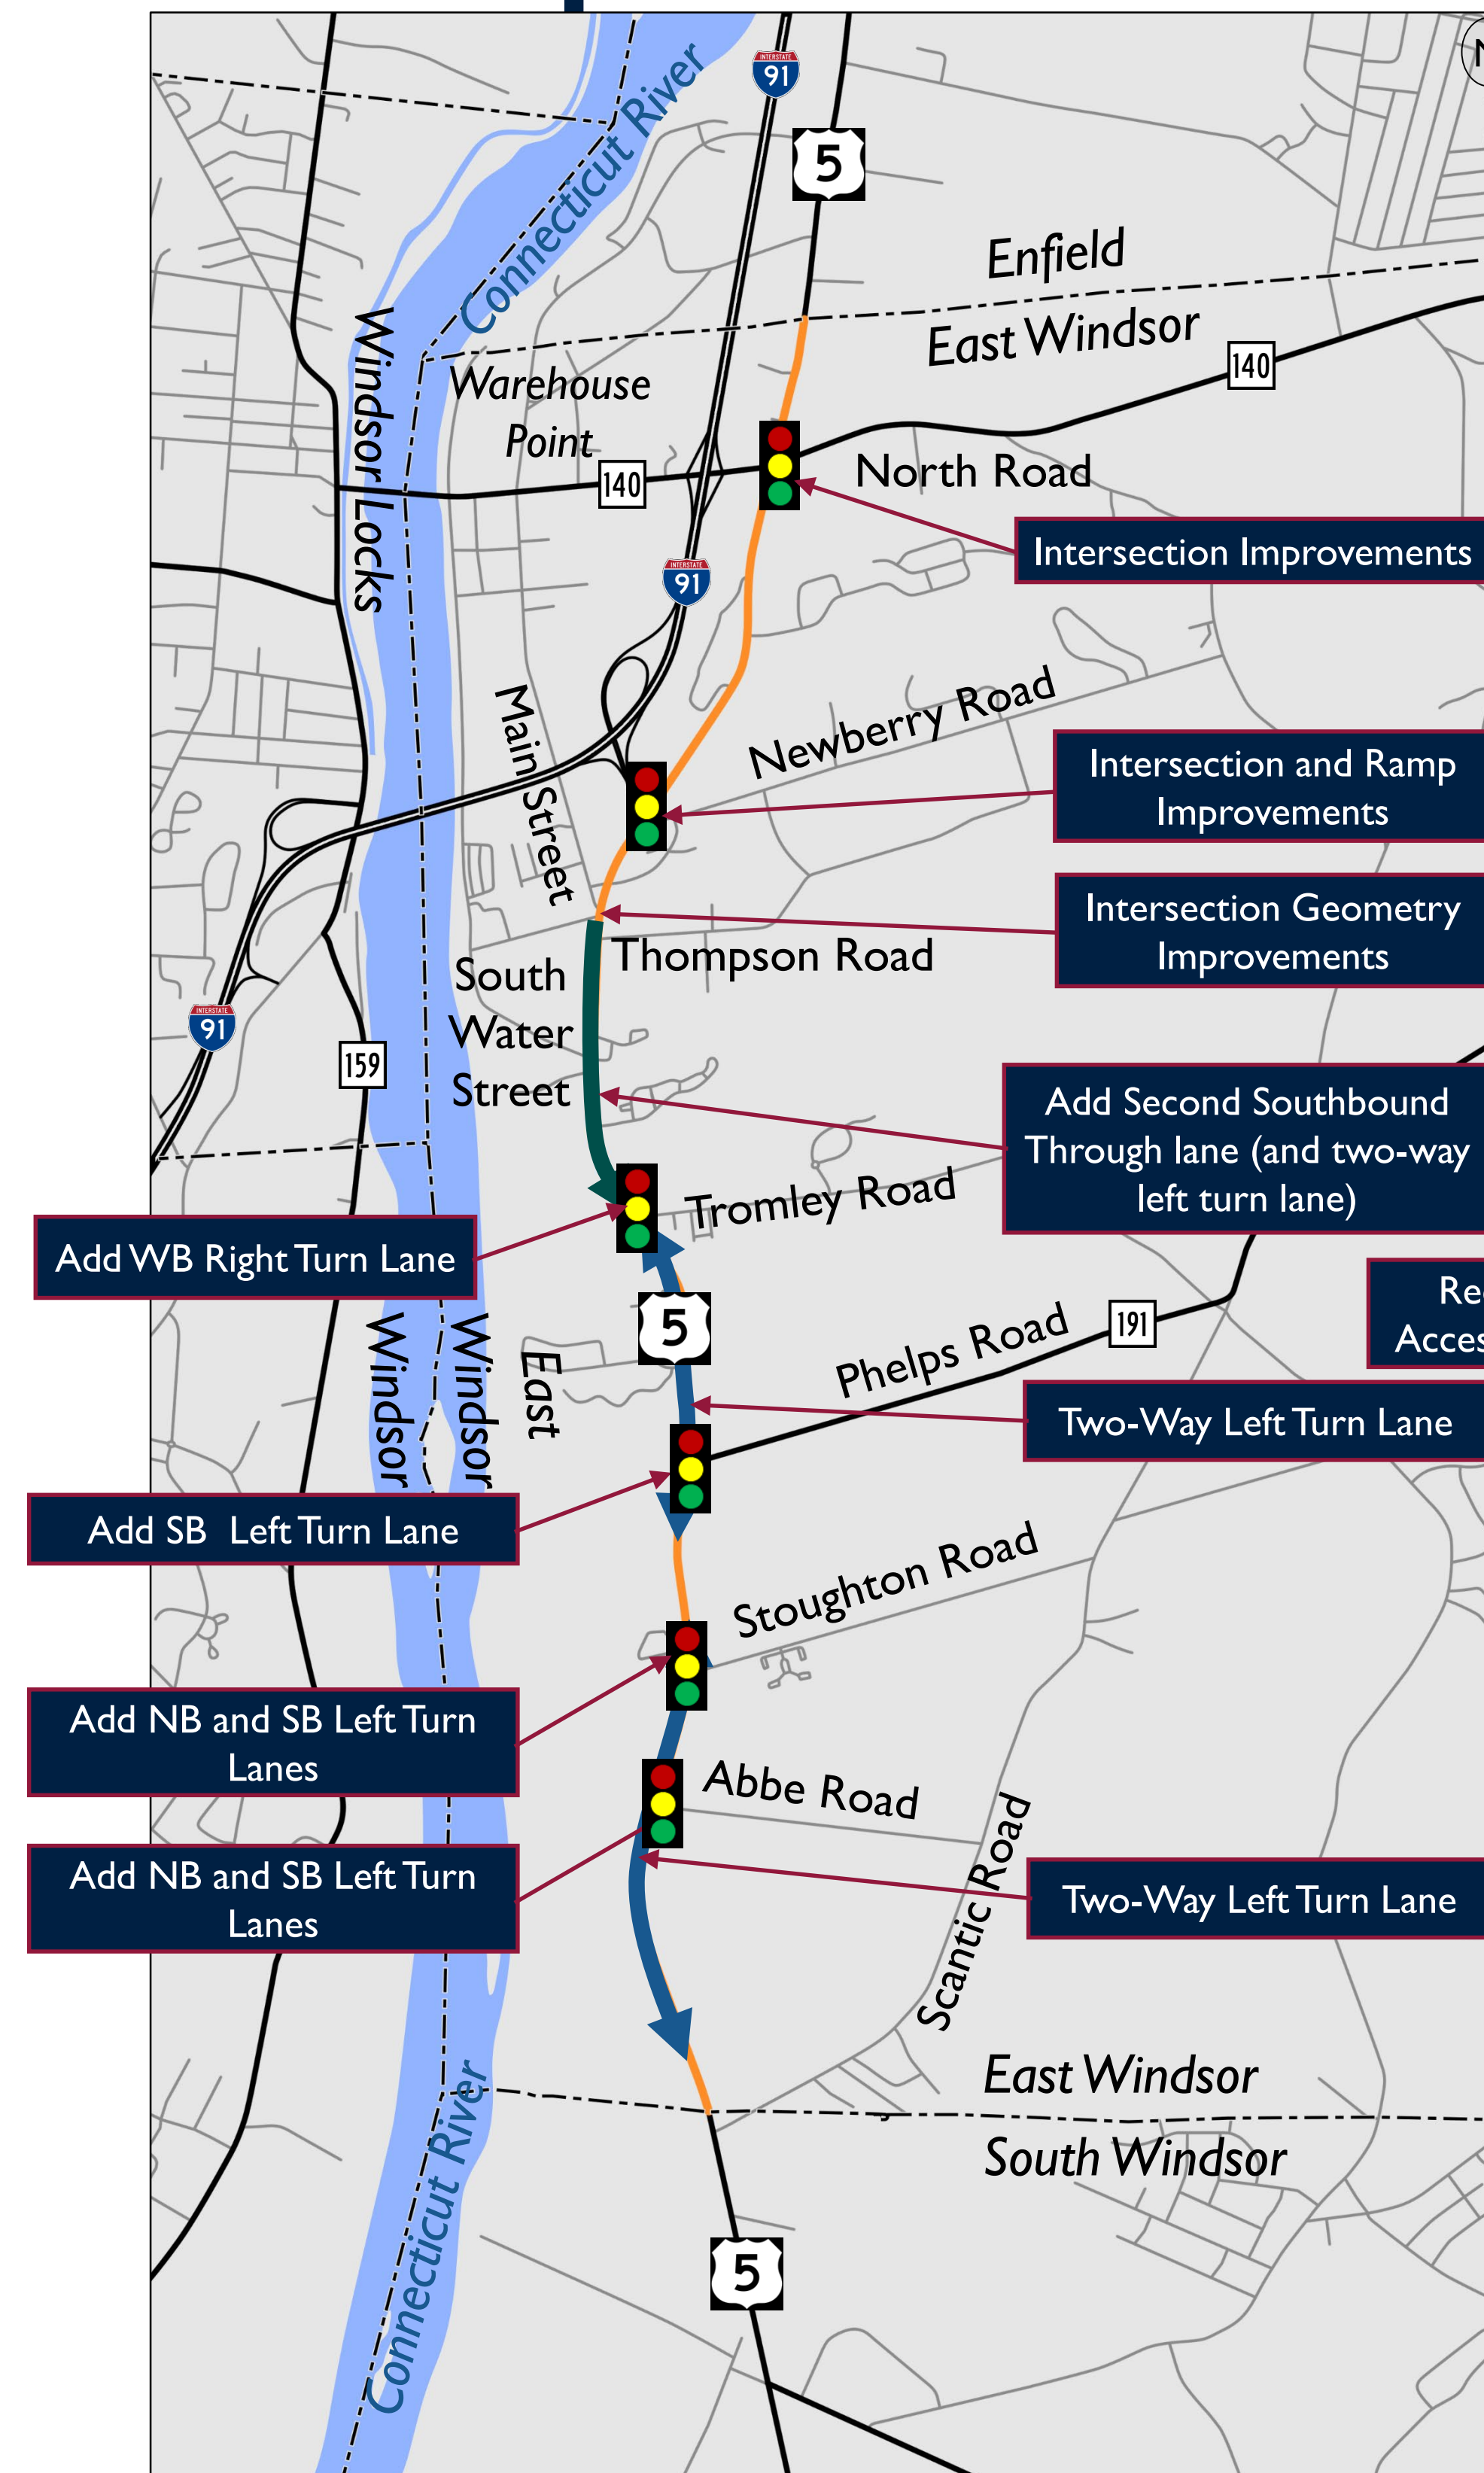 Connecticut River
INTERSTATE
91
5
N
Enfield
East Windsor
140
Warehouse
Point
140
North Road
Windsor Locks
Intersection Improvements
INTERSTATE
91
Main Street
Newberry Road
Intersection and Ramp
Improvements
Intersection Geometry
Improvements
Thompson Road
South
Water
Street
INTERSTATE
91
159
Add Second Southbound
Through lane (and two-way
left turn lane)
Tromley Road
Add WB Right Turn Lane
5
191
Phelps Road
Windsor
East
Windsor
Two-Way Left Turn Lane
Add SB  Left Turn Lane
Stoughton Road
Add NB and SB Left Turn
Lanes
Abbe Road
Add NB and SB Left Turn
Lanes
Two-Way Left Turn Lane
Scantic Road
East Windsor
South Windsor
Connecticut River
5